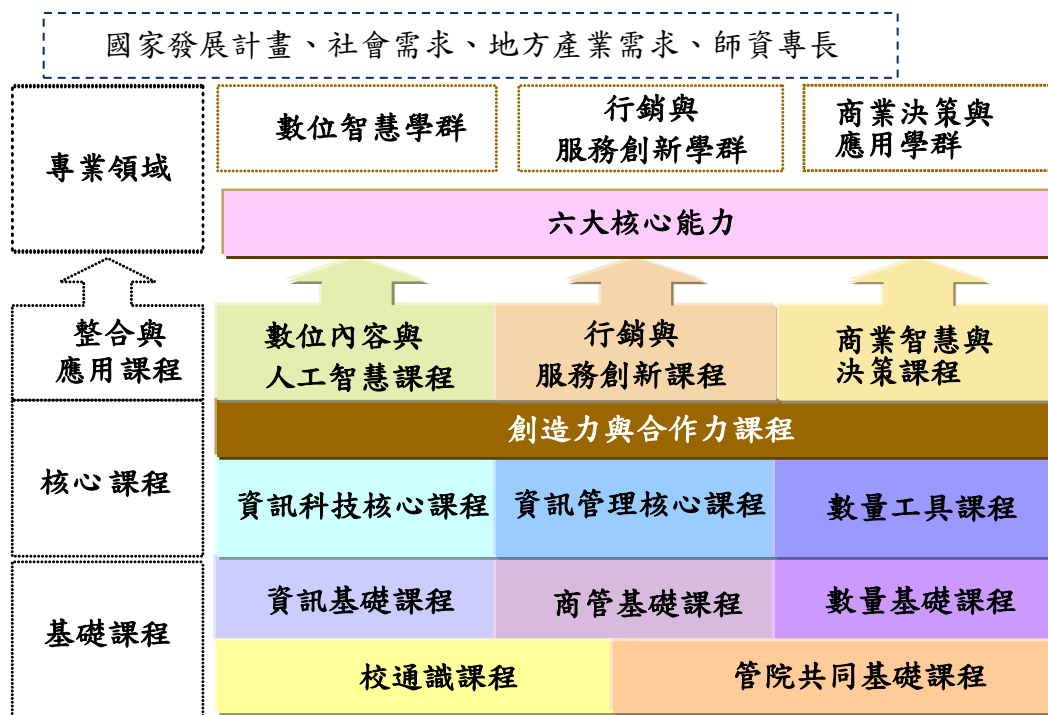 國家發展計畫、社會需求、地方產業需求、師資專長
專業領域
數位智慧學群
行銷與
服務創新學群
商業決策與
應用學群
六大核心能力
整合與
應用課程
數位內容與
人工智慧課程
行銷與
服務創新課程
商業智慧與
決策課程
創造力與合作力課程
核心課程
資訊科技核心課程
資訊管理核心課程
數量工具課程
基礎課程
資訊基礎課程
商管基礎課程
數量基礎課程
校通識課程
管院共同基礎課程